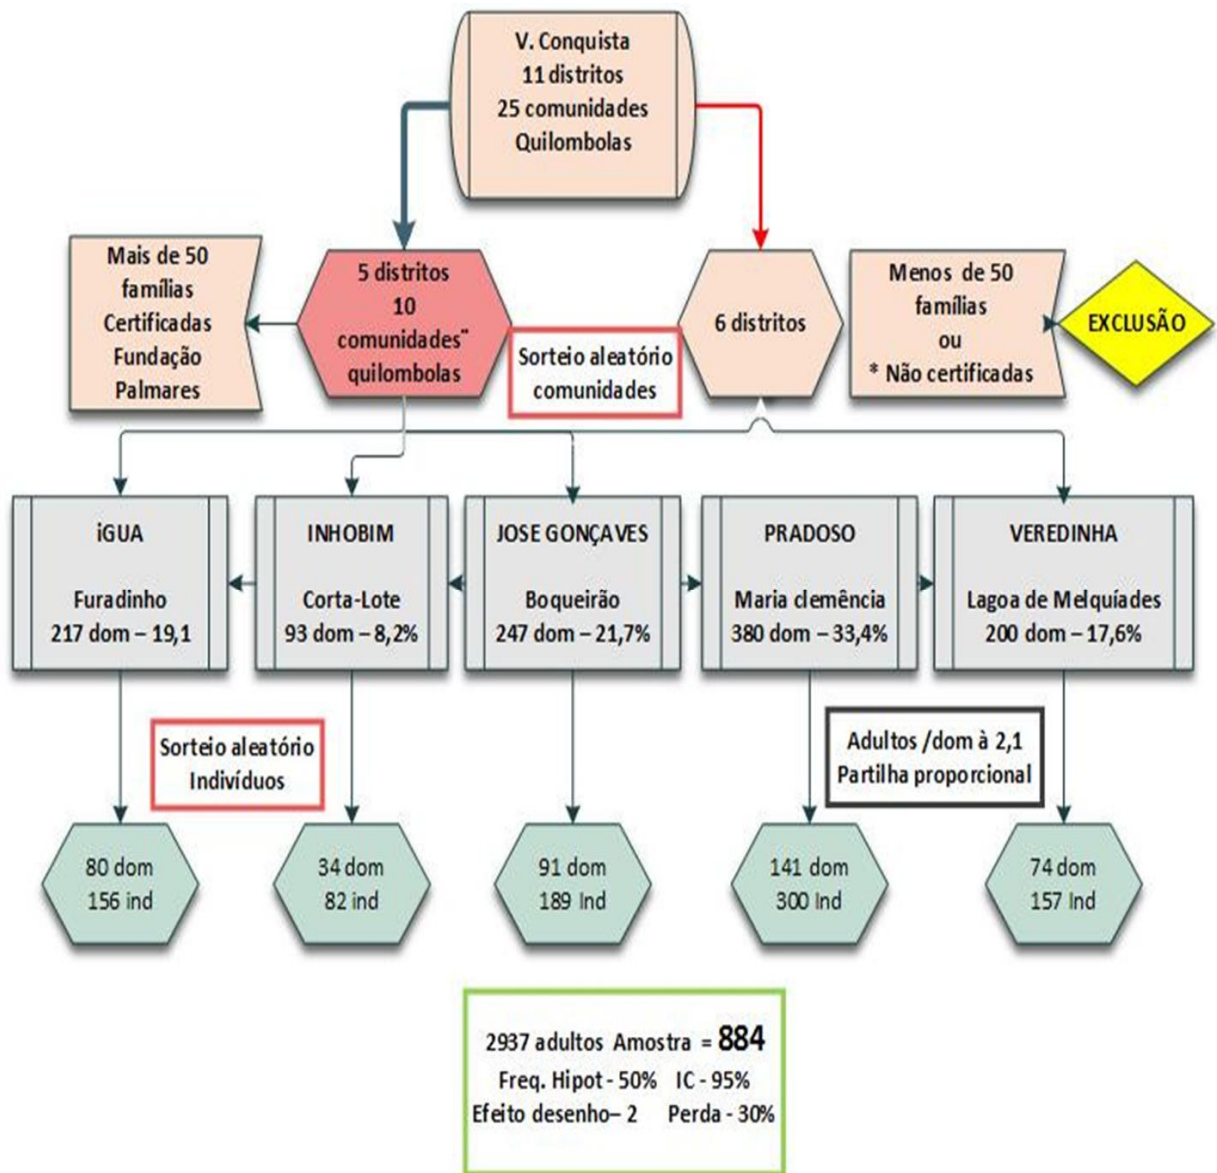 V. Conquista
11 distritos
25 comunidades
Quilombolas
Mais de 50
famílias
Certificadas
Fundação
Palmares
5 distritos
10
comunidades¨
quilombolas
Sorteio aleatório
comunidades
6 distritos
Menos de 50
famílias
ou
* Não certificadas
EXCLUSÃO
iGUA
Furadinho
217 dom – 19,1
INHOBIM
Corta-Lote
93 dom – 8,2%
JOSE GONÇAVES
Boqueirão
247 dom – 21,7%
PRADOSO
Maria clemência
380 dom – 33,4%
VEREDINHA
Lagoa de Melquíades
200 dom – 17,6%
Sorteio aleatório
Indivíduos
Adultos /dom à 2,1
Partilha proporcional
80 dom
156 ind
34 dom
82 ind
91 dom
189 Ind
141 dom
300 Ind
74 dom
157 Ind
2937 adultos Amostra = 884
Freq. Hipot - 50% IC - 95%
Efeito desenho– 2 Perda - 30%